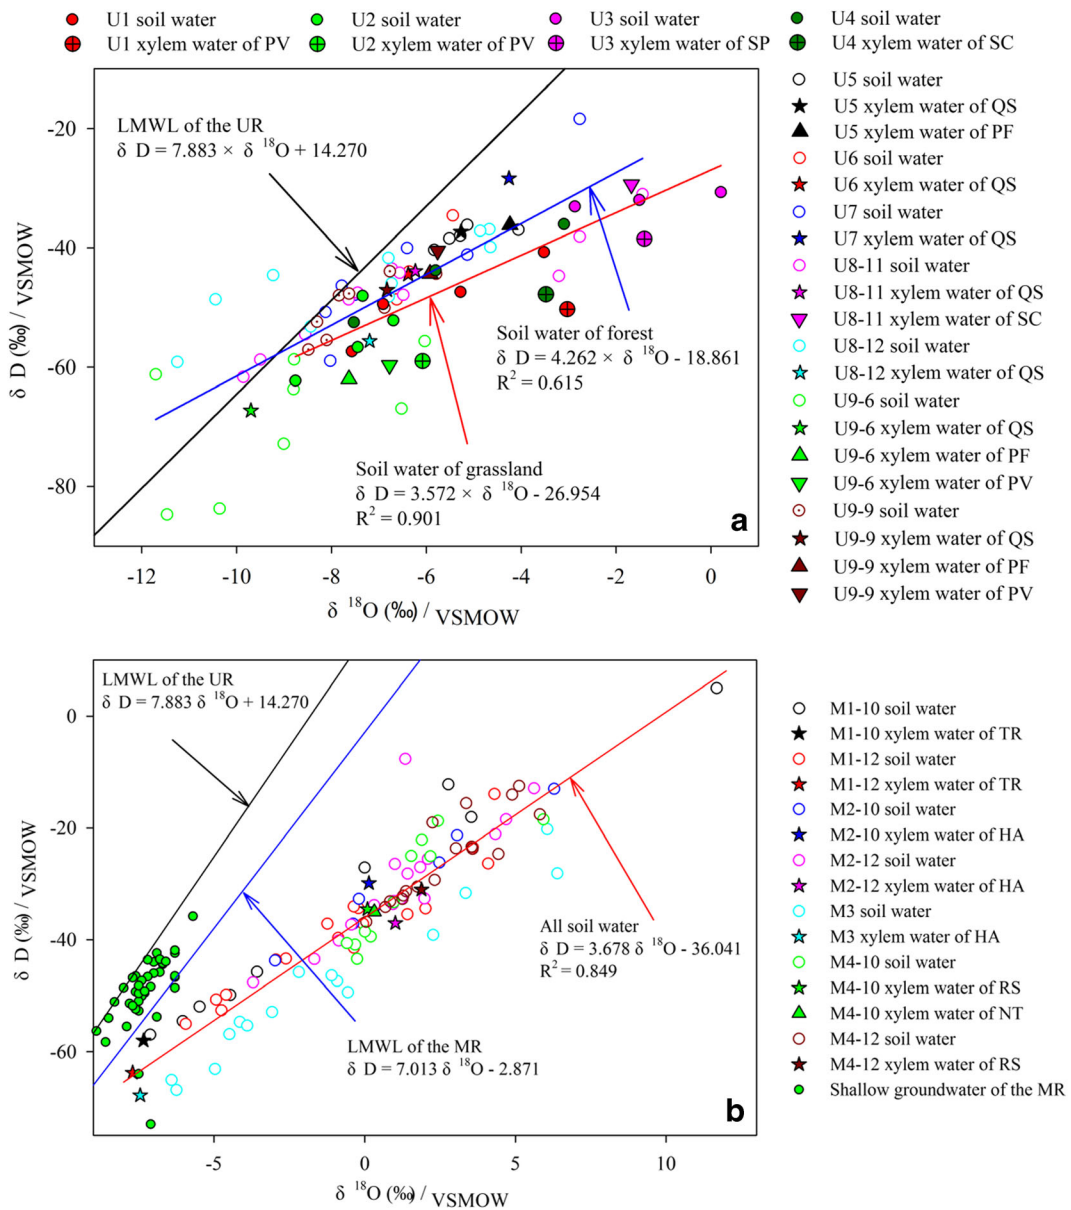 U1 soil water
U2 soil water
U3 soil water
U4 soil water
U1 xylem water of PV
U2 xylem water of PV
U3 xylem water of SP
U4 xylem water of SC
LMWL of the UR
δ D = 7.883 × δ ¹⁸O + 14.270
Soil water of forest
δ D = 4.262 × δ ¹⁸O - 18.861
R² = 0.615
Soil water of grassland
δ D = 3.572 × δ ¹⁸O - 26.954
R² = 0.901
a
-20
-40
-60
-80
δ D (‰) / VSMOW
-12
-10
-8
-6
-4
-2
0
δ ¹⁸O (‰) / VSMOW
U5 soil water
U5 xylem water of QS
U5 xylem water of PF
U6 soil water
U6 xylem water of QS
U7 soil water
U7 xylem water of QS
U8-11 soil water
U8-11 xylem water of QS
U8-11 xylem water of SC
U8-12 soil water
U8-12 xylem water of QS
U9-6 soil water
U9-6 xylem water of QS
U9-6 xylem water of PF
U9-6 xylem water of PV
U9-9 soil water
U9-9 xylem water of QS
U9-9 xylem water of PF
U9-9 xylem water of PV
LMWL of the UR
δ D = 7.883 δ ¹⁸O + 14.270
All soil water
δ D = 3.678 δ ¹⁸O - 36.041
R² = 0.849
LMWL of the MR
δ D = 7.013 δ ¹⁸O - 2.871
b
0
-20
-40
-60
δ D (‰) / VSMOW
-5
0
5
10
δ ¹⁸O (‰) / VSMOW
M1-10 soil water
M1-10 xylem water of TR
M1-12 soil water
M1-12 xylem water of TR
M2-10 soil water
M2-10 xylem water of HA
M2-12 soil water
M2-12 xylem water of HA
M3 soil water
M3 xylem water of HA
M4-10 soil water
M4-10 xylem water of RS
M4-10 xylem water of NT
M4-12 soil water
M4-12 xylem water of RS
Shallow groundwater of the MR